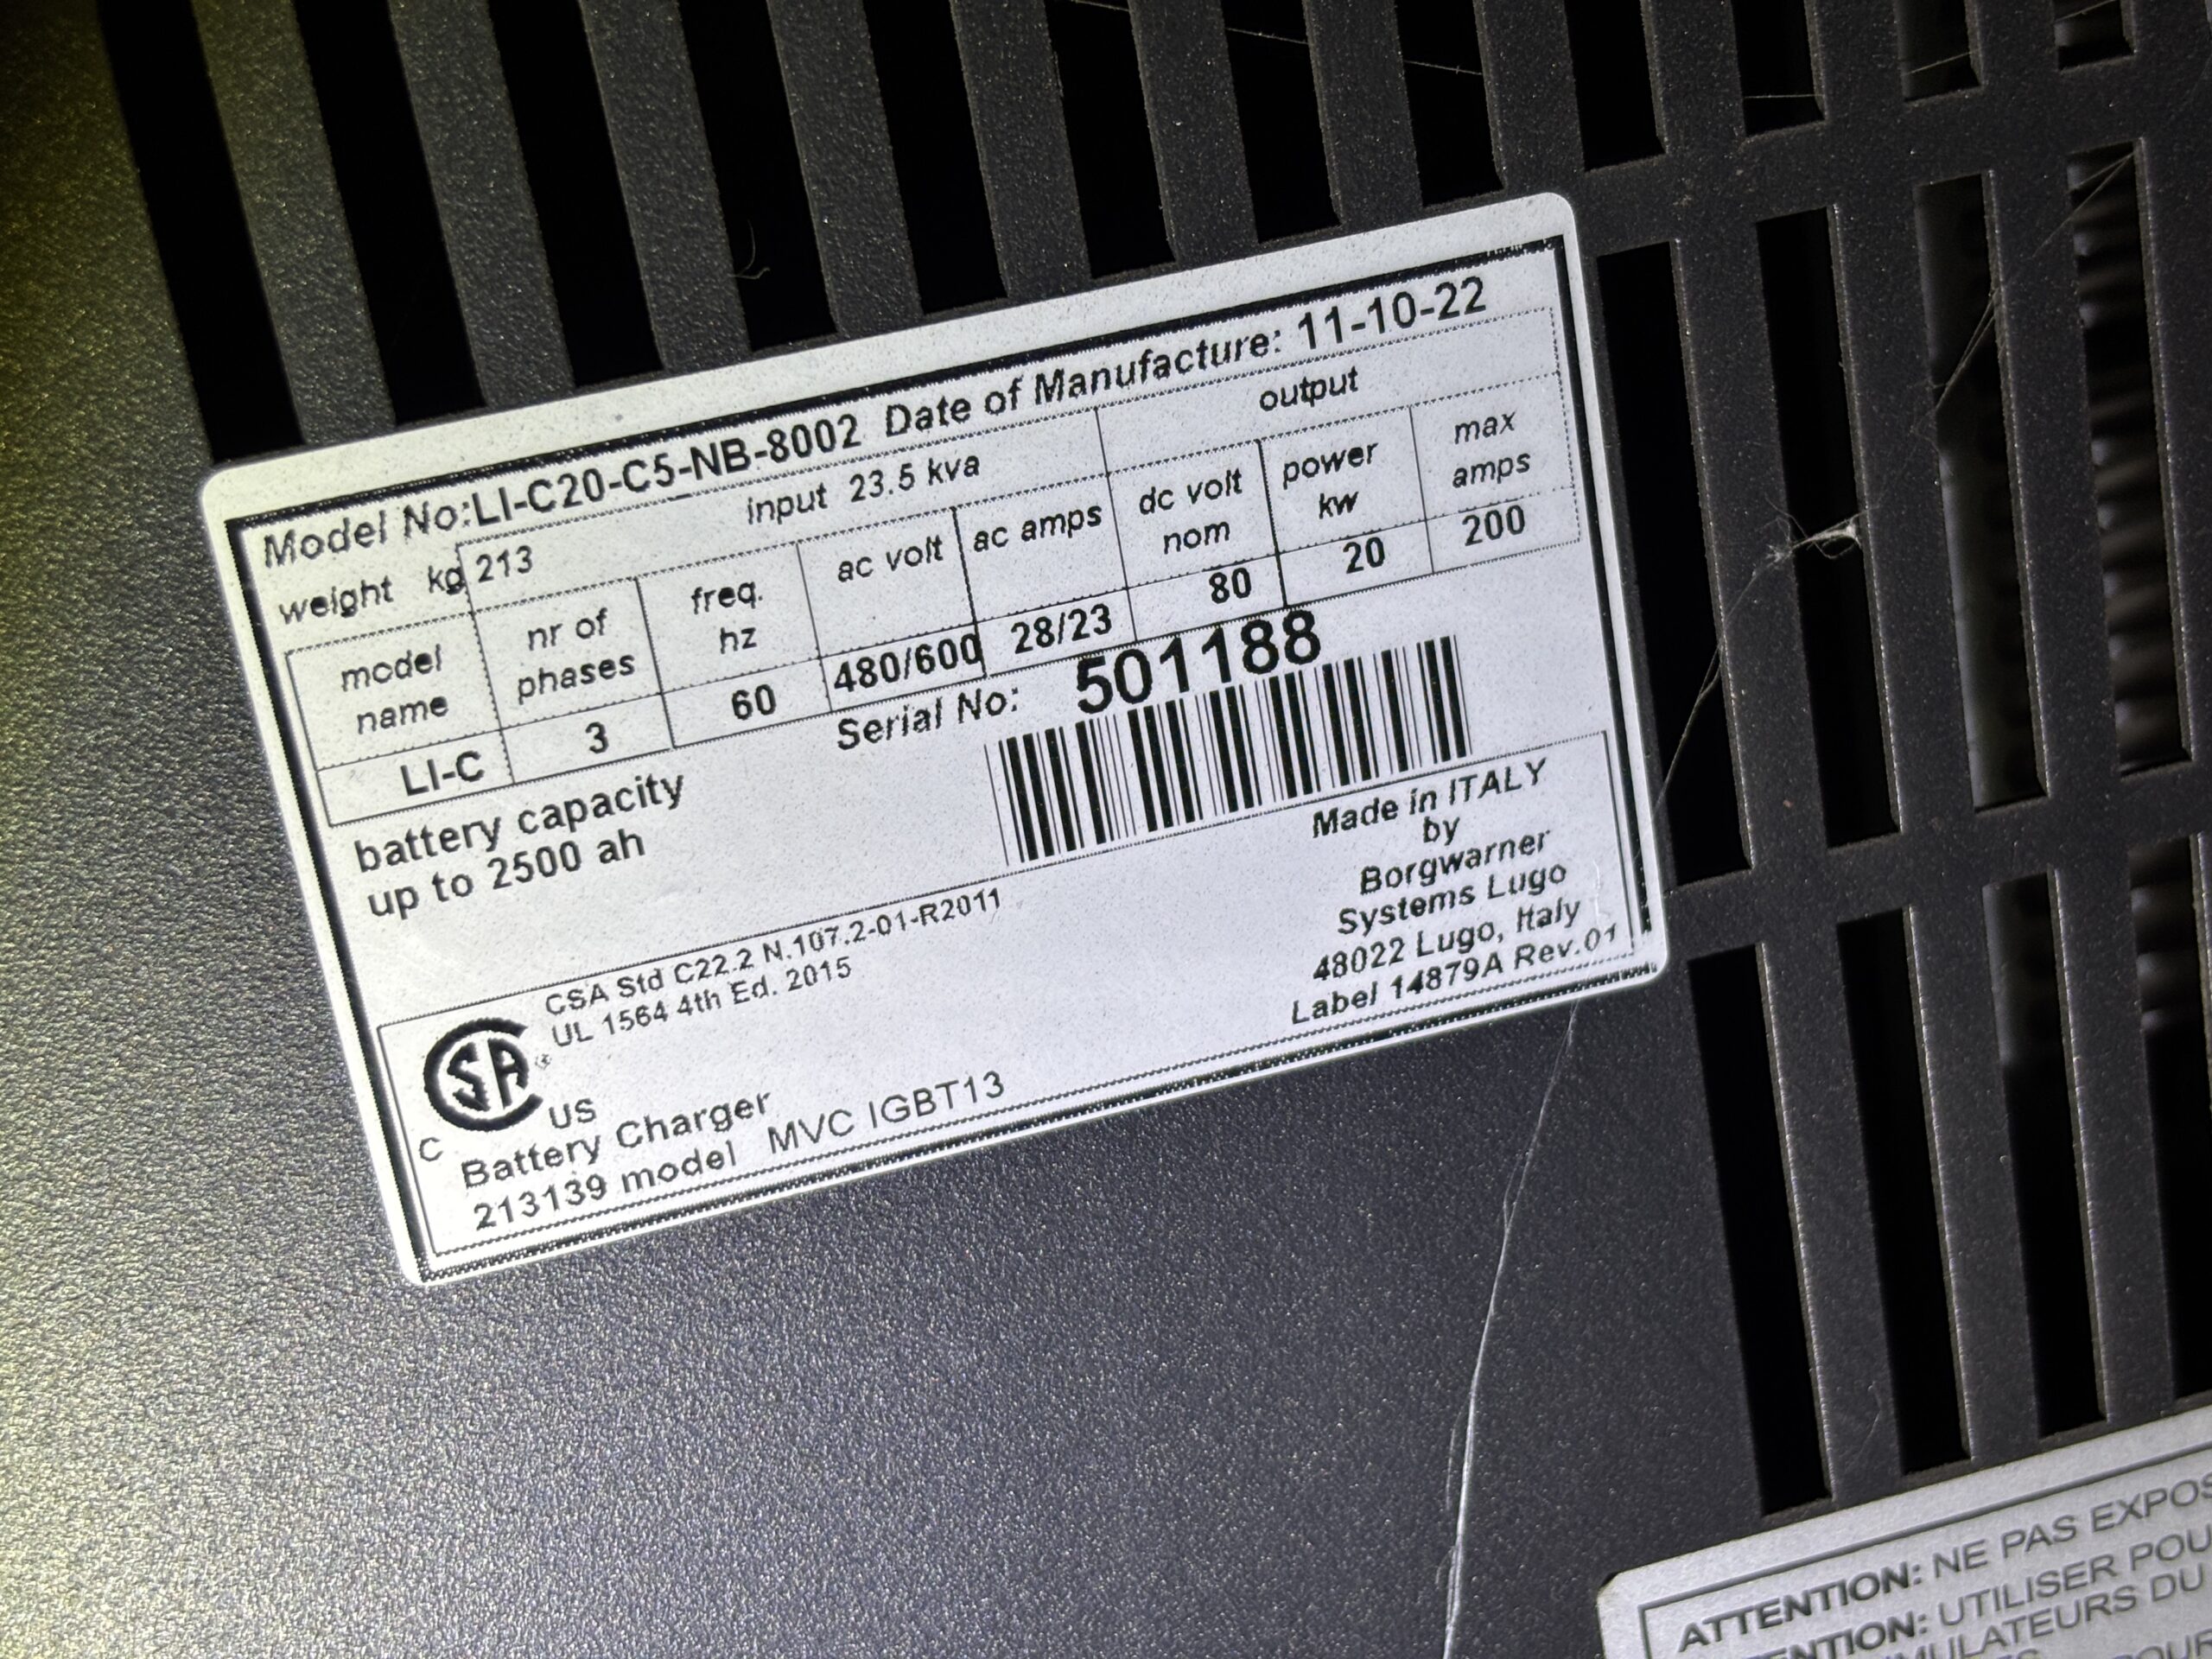 Model No:LI-C20-C5-NB-8002 Date of Manufacture: 11-10-22
weight kg 213 input 23.5 kva output
model name nr of phases freq. hz ac volt ac amps dc volt nom power kw max amps
LI-C 3 60 480/600 28/23 80 20 200
battery capacity
up to 2500 ah
Serial No: 501188
Made in ITALY
by
Borgwarner
Systems Lugo
48022 Lugo, Italy
Label 14879A Rev.01
CSA Std C22.2 N.107.2-01-R2011
UL 1564 4th Ed. 2015
C SA US
Battery Charger
213139 model MVC IGBT13
ATTENTION: NE PAS EXPOS
TENTION: UTILISER POU
MULATEURS DU